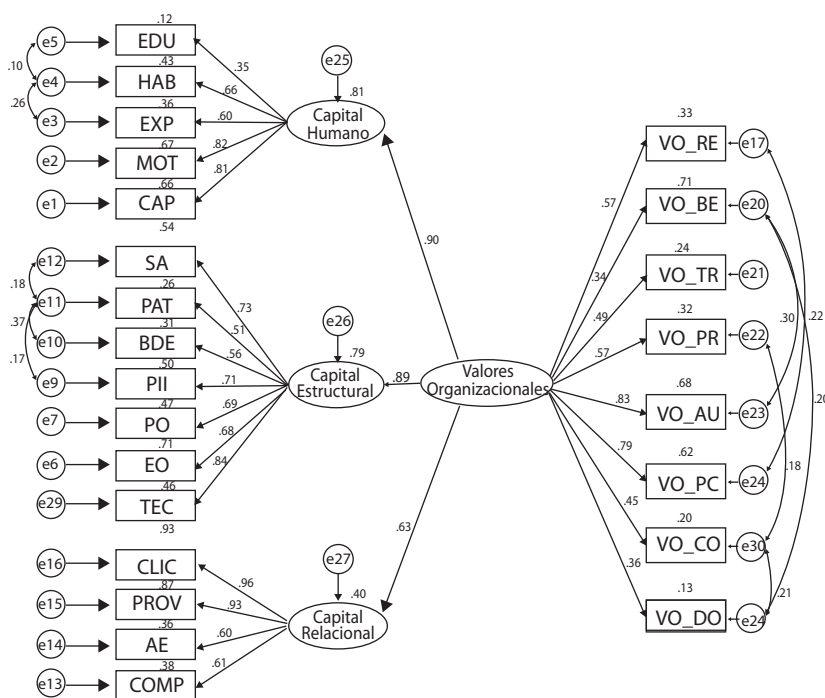 .12
e5 EDU
.10 .43 .35
e4 HAB
.26 .36 .66
e3 EXP .60
.67 .82
e2 MOT
.66 .81
e1 CAP
.54
e25
.81
Capital
Humano
.90
e12 SA
.18 .26 .73
e11 PAT
.37 .31 .51
e10 BDE .56
.17 .50
e9 PII .71
.47 .69
e7 PO
.71 .68
e6 EO
.46 .84
e29 TEC
.93
e26
.79
Capital
Estructural
.89
Valores
Organizacionales
.63
e16 CLIC
.87 .96
e15 PROV .93
.36
e14 AE .60
.38 .61
e13 COMP
e27
.40
Capital
Relacional
.33
VO_RE e17
.57
.71
VO_BE e20
.34
.24
VO_TR e21
.49
.32
VO_PR e22
.57
.30 .22
.68
VO_AU e23
.83
.20
.62
VO_PC e24
.79
.18
.20
VO_CO e30
.45
.21
.13
VO_DO e24
.36